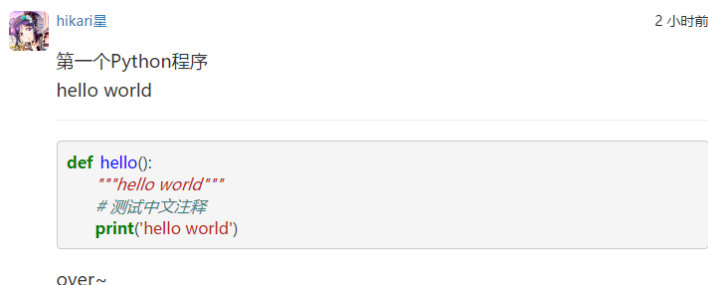 hikari星
2 小时前
第一个Python程序
hello world
def hello():
"""hello world"""
# 测试中文注释
print('hello world')
over~